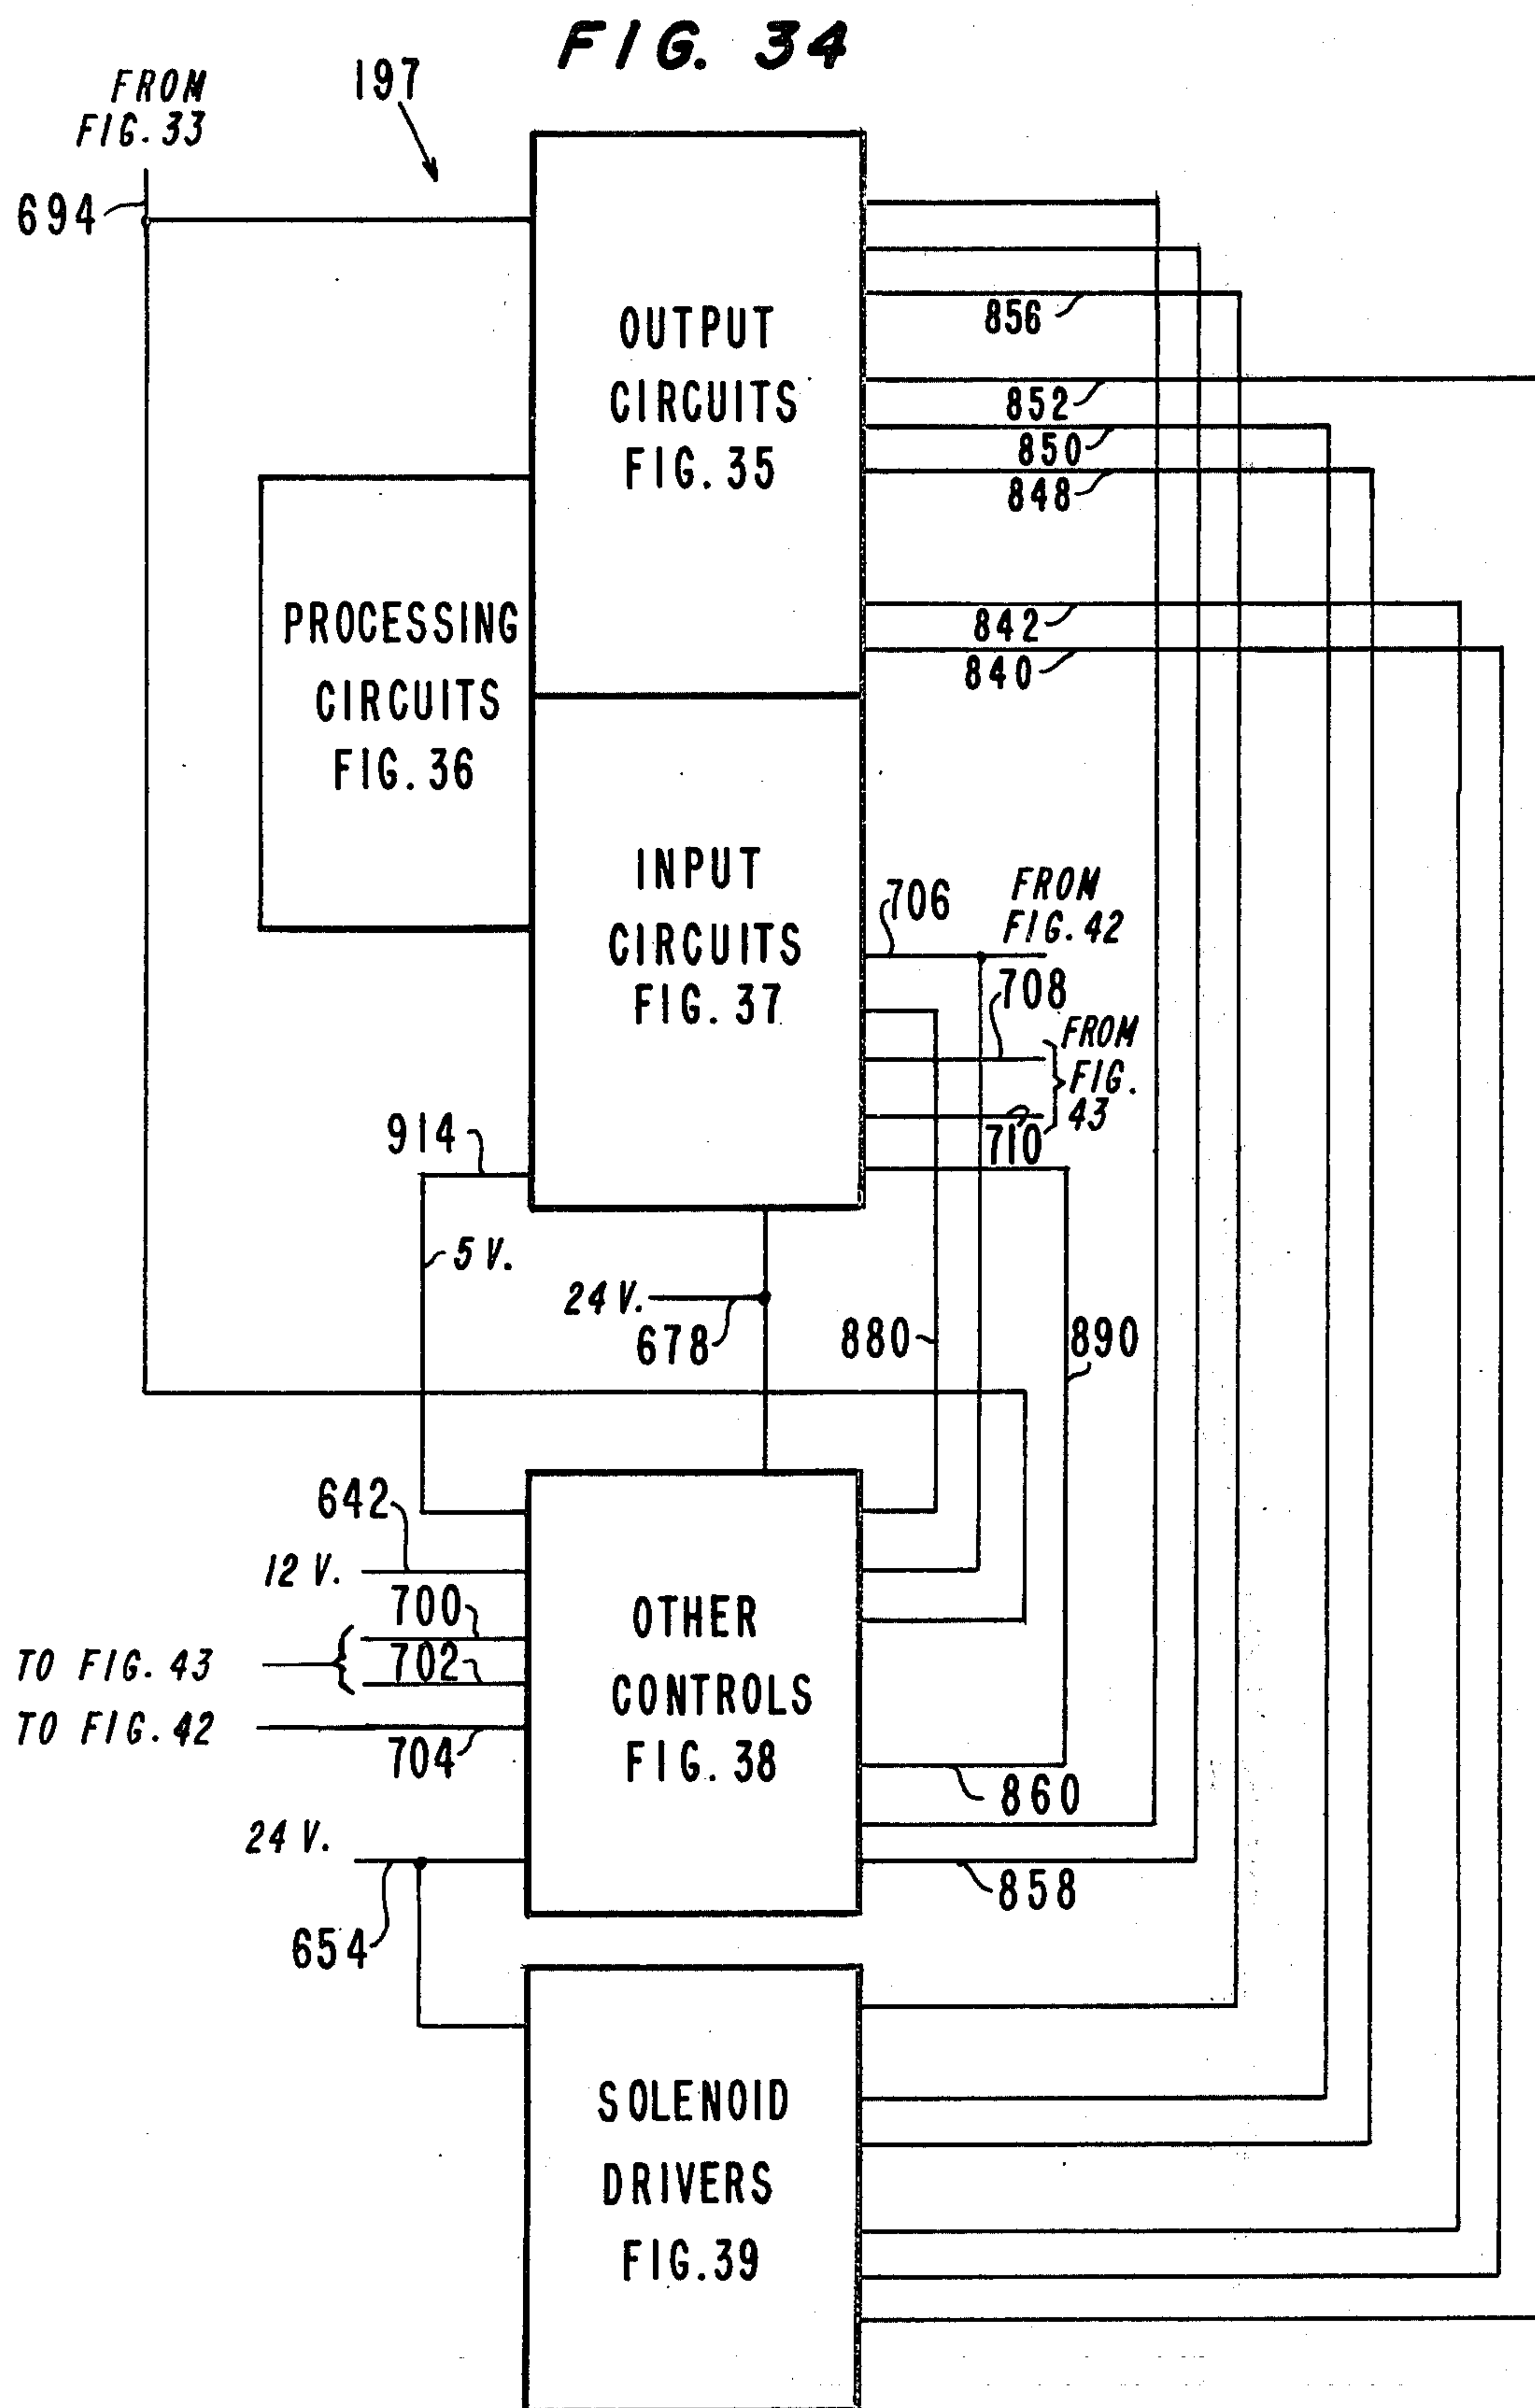 FIG. 34
FROM
FIG. 33
197
694
OUTPUT
CIRCUITS
FIG. 35
856
852
850
848
842
840
PROCESSING
CIRCUITS
FIG. 36
INPUT
CIRCUITS
FIG. 37
706
FROM
FIG. 42
708
FROM
FIG.
43
710
914
5 V.
24 V.
678
880
890
642
12 V.
700
702
TO FIG. 43
TO FIG. 42
704
OTHER
CONTROLS
FIG. 38
860
24 V.
858
654
SOLENOID
DRIVERS
FIG. 39